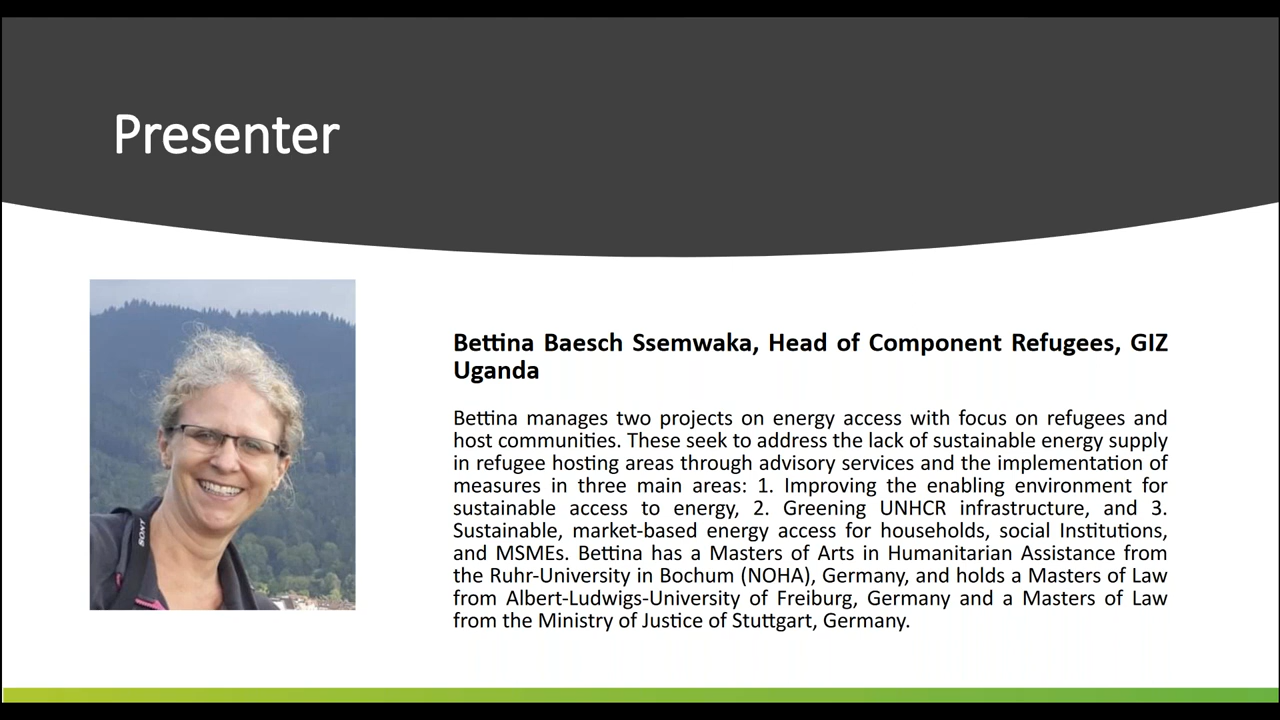 Presenter
Bettina Baesch Ssemwaka, Head of Component Refugees, GIZ
Uganda
Bettina manages two projects on energy access with focus on refugees and
host communities. These seek to address the lack of sustainable energy supply
in refugee hosting areas through advisory services and the implementation of
measures in three main areas: 1. Improving the enabling environment for
sustainable access to energy, 2. Greening UNHCR infrastructure, and 3.
Sustainable, market-based energy access for households, social Institutions,
and MSMEs. Bettina has a Masters of Arts in Humanitarian Assistance from
the Ruhr-University in Bochum (NOHA), Germany, and holds a Masters of Law
from Albert-Ludwigs-University of Freiburg, Germany and a Masters of Law
from the Ministry of Justice of Stuttgart, Germany.
SONY